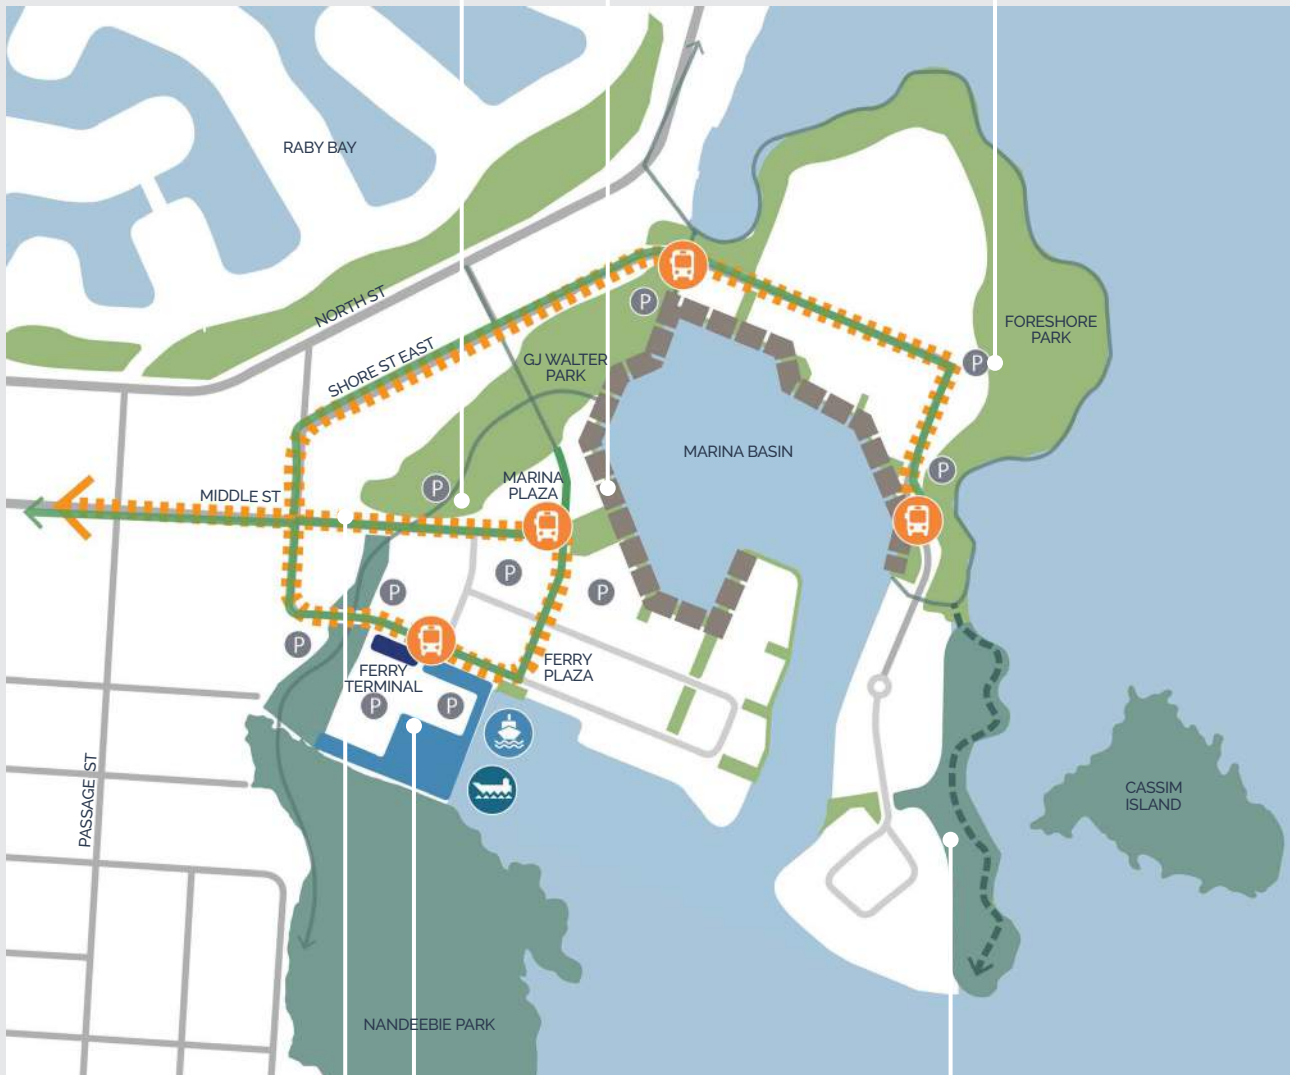 RABY BAY
NORTH ST
SHORE ST EAST
P
FORESHORE
PARK
P
GJ WALTER
PARK
MARINA BASIN
P
MARINA
PLAZA
P
MIDDLE ST
P
P
P
P
FERRY
PLAZA
FERRY
TERMINAL
P
P
PASSAGE ST
CASSIM
ISLAND
NANDEEBIE PARK